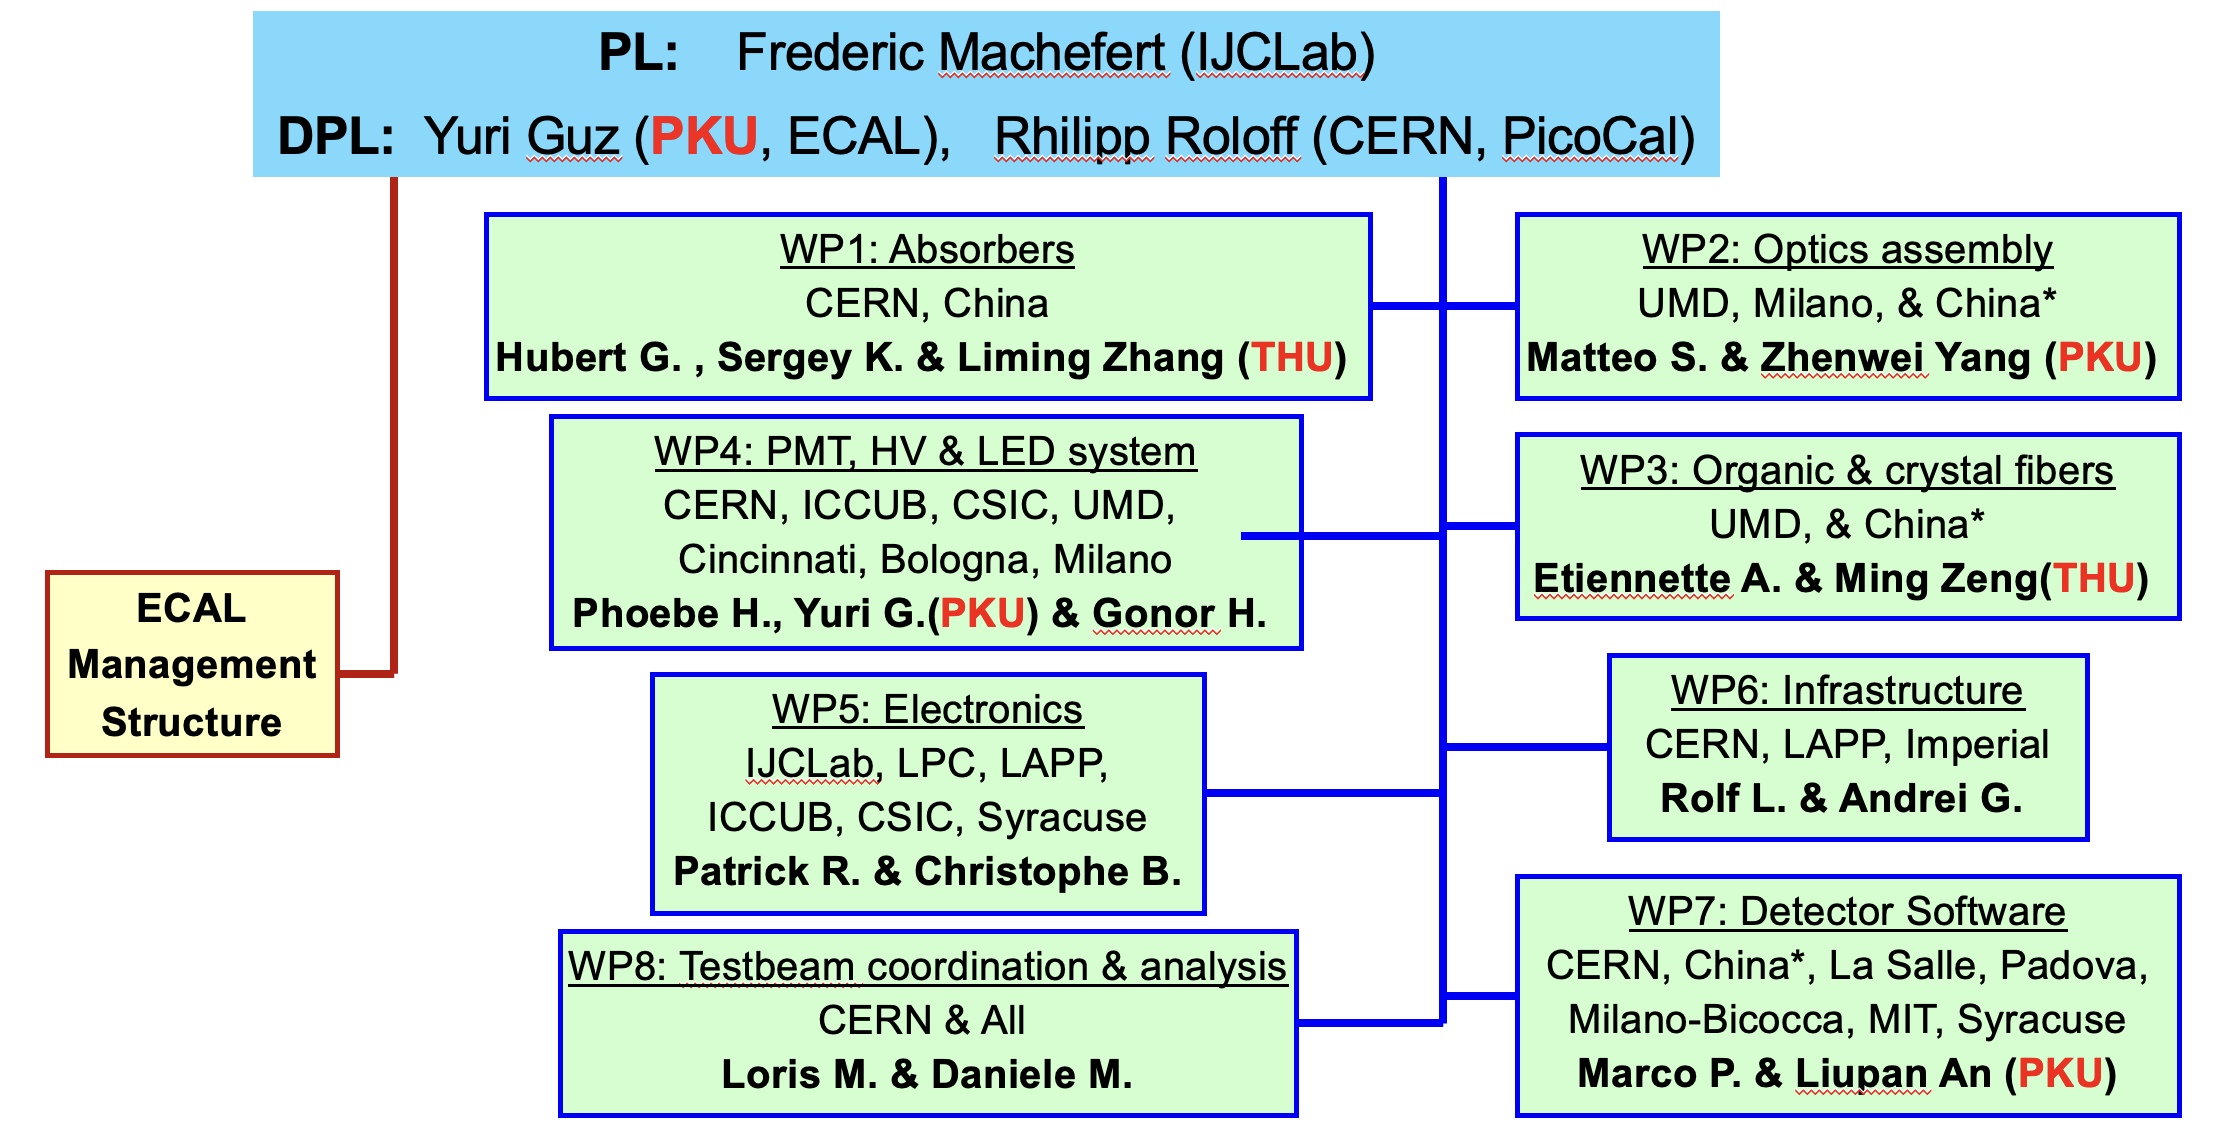 PL: Frederic Machefert (IJCLab)
DPL: Yuri Guz (PKU, ECAL), Rhilipp Roloff (CERN, PicoCal)
WP1: Absorbers
CERN, China
Hubert G. , Sergey K. & Liming Zhang (THU)
WP2: Optics assembly
UMD, Milano, & China*
Matteo S. & Zhenwei Yang (PKU)
WP4: PMT, HV & LED system
CERN, ICCUB, CSIC, UMD,
Cincinnati, Bologna, Milano
Phoebe H., Yuri G.(PKU) & Gonor H.
WP3: Organic & crystal fibers
UMD, & China*
Etiennette A. & Ming Zeng(THU)
ECAL
Management
Structure
WP5: Electronics
IJCLab, LPC, LAPP,
ICCUB, CSIC, Syracuse
Patrick R. & Christophe B.
WP6: Infrastructure
CERN, LAPP, Imperial
Rolf L. & Andrei G.
WP8: Testbeam coordination & analysis
CERN & All
Loris M. & Daniele M.
WP7: Detector Software
CERN, China*, La Salle, Padova,
Milano-Bicocca, MIT, Syracuse
Marco P. & Liupan An (PKU)